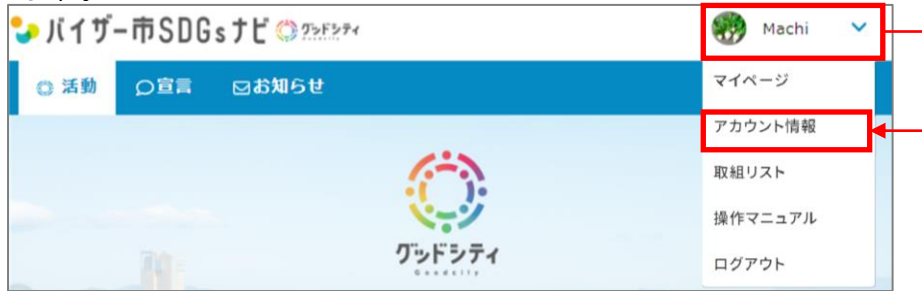 バイザー市SDGsナビ グッドシティ Goodcity
Machi
活動 宣言 お知らせ
マイページ
アカウント情報
取組リスト
操作マニュアル
ログアウト
グッドシティ
Goodcity